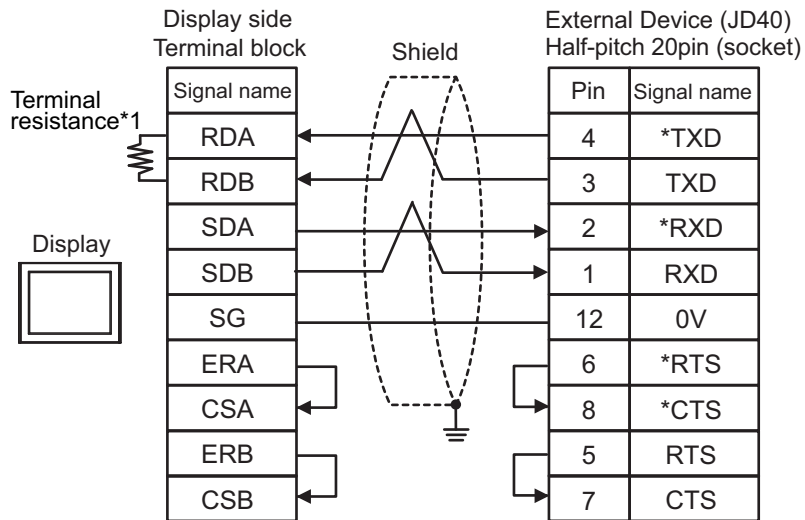 Display side
Terminal block
Shield
External Device (JD40)
Half-pitch 20pin (socket)
Terminal
resistance*1
Display
Signal name
RDA
RDB
SDA
SDB
SG
ERA
CSA
ERB
CSB
Pin Signal name
4 *TXD
3 TXD
2 *RXD
1 RXD
12 0V
6 *RTS
8 *CTS
5 RTS
7 CTS